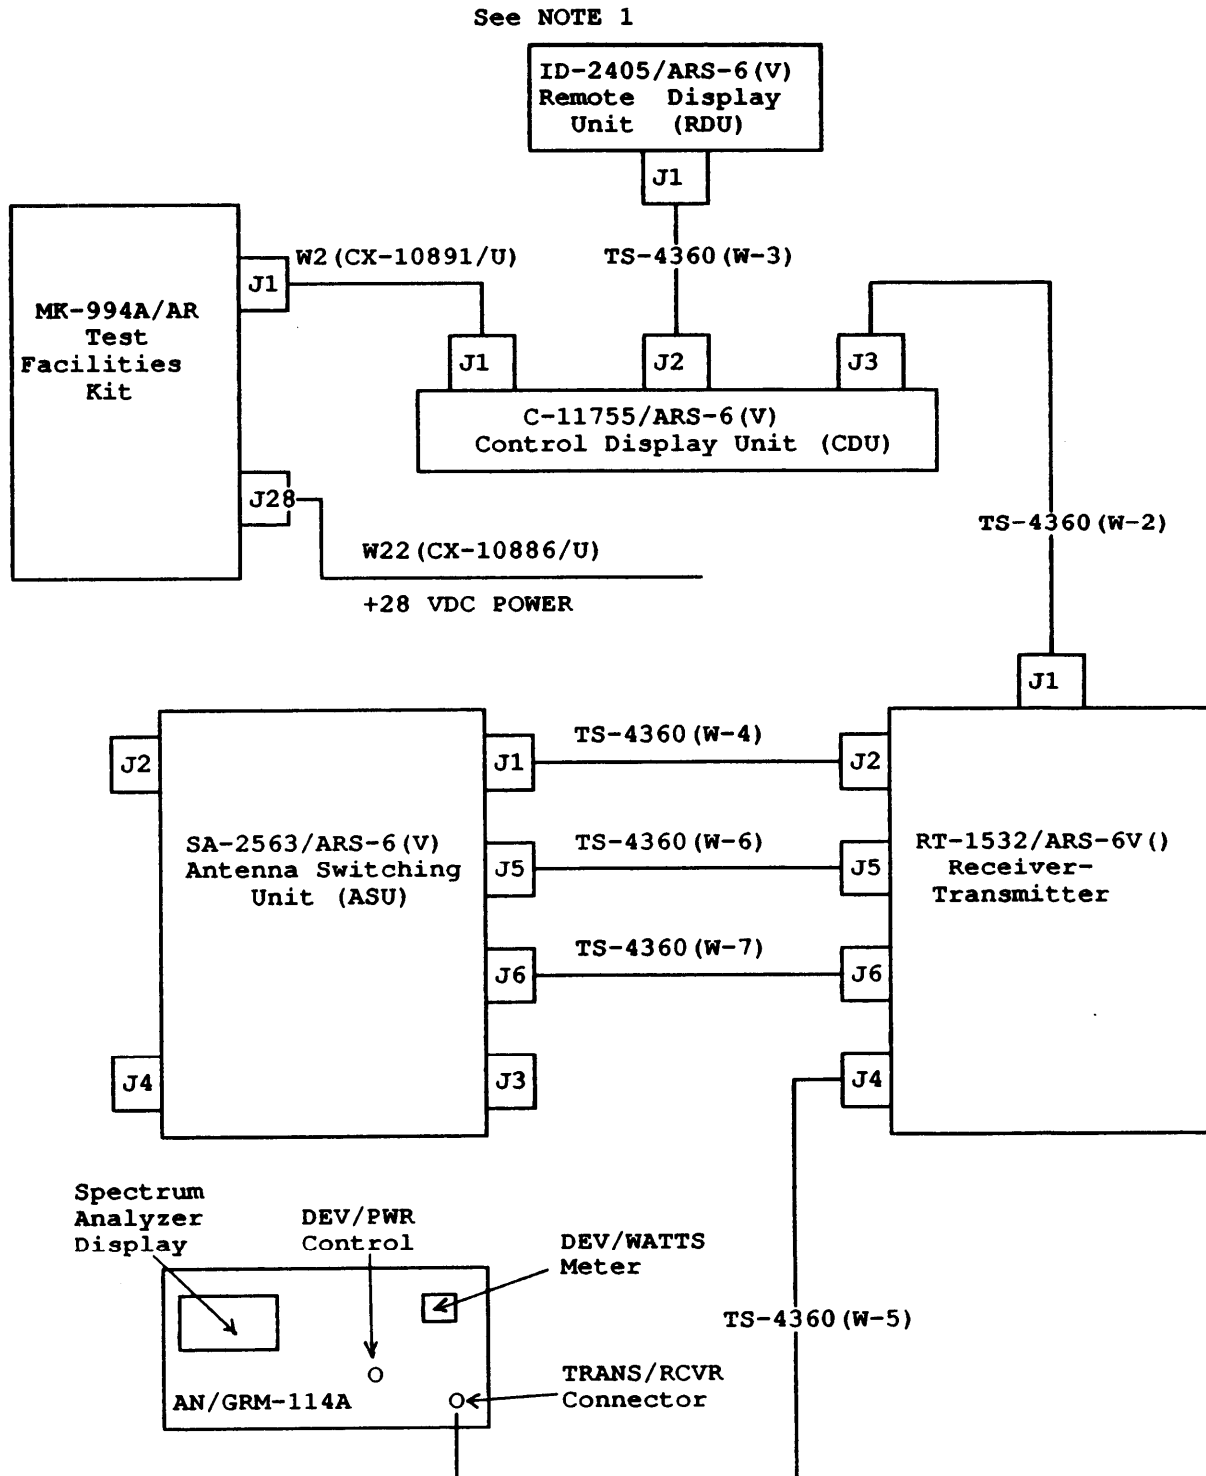 See NOTE 1
ID-2405/ARS-6(V)
Remote Display
Unit (RDU)
J1
W2(CX-10891/U)
TS-4360(W-3)
J1
MK-994A/AR
Test
Facilities
Kit
J1
J2
J3
C-11755/ARS-6(V)
Control Display Unit (CDU)
J28
TS-4360(W-2)
W22(CX-10886/U)
+28 VDC POWER
J1
TS-4360(W-4)
J2
J1
J2
SA-2563/ARS-6(V)
Antenna Switching
Unit (ASU)
TS-4360(W-6)
J5
J5
RT-1532/ARS-6V()
Receiver-
Transmitter
TS-4360(W-7)
J6
J6
J4
J3
J4
Spectrum
Analyzer
Display
DEV/PWR
Control
DEV/WATTS
Meter
TS-4360(W-5)
TRANS/RCVR
Connector
AN/GRM-114A